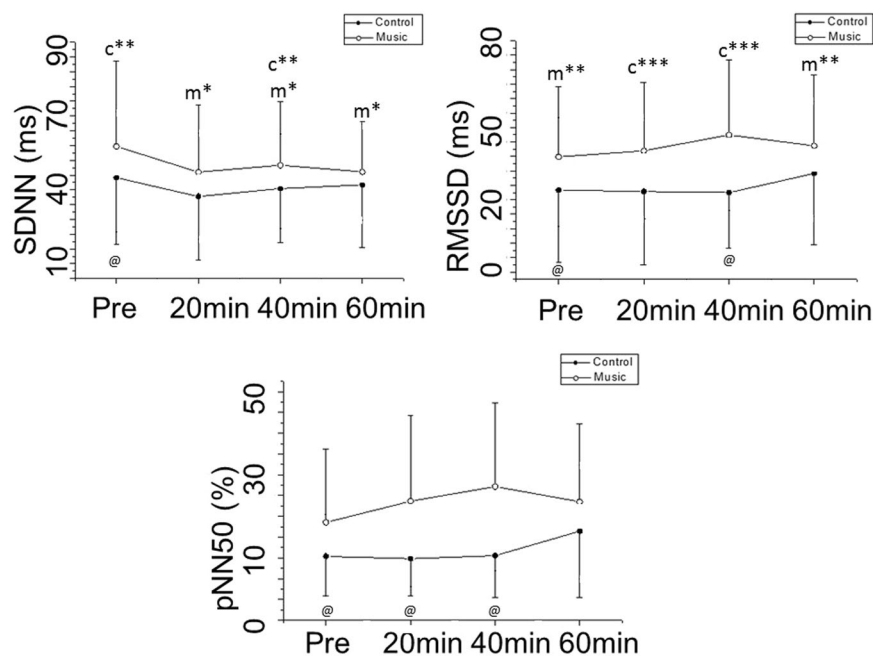 Control
Music
90
70
40
10
SDNN (ms)
c**
m*
c**
m*
m*
@
Pre 20min 40min 60min
Control
Music
80
50
20
0
RMSSD (ms)
m**
c***
c***
m**
@
@
Pre 20min 40min 60min
Control
Music
50
30
10
0
pNN50 (%)
@ @ @
Pre 20min 40min 60min